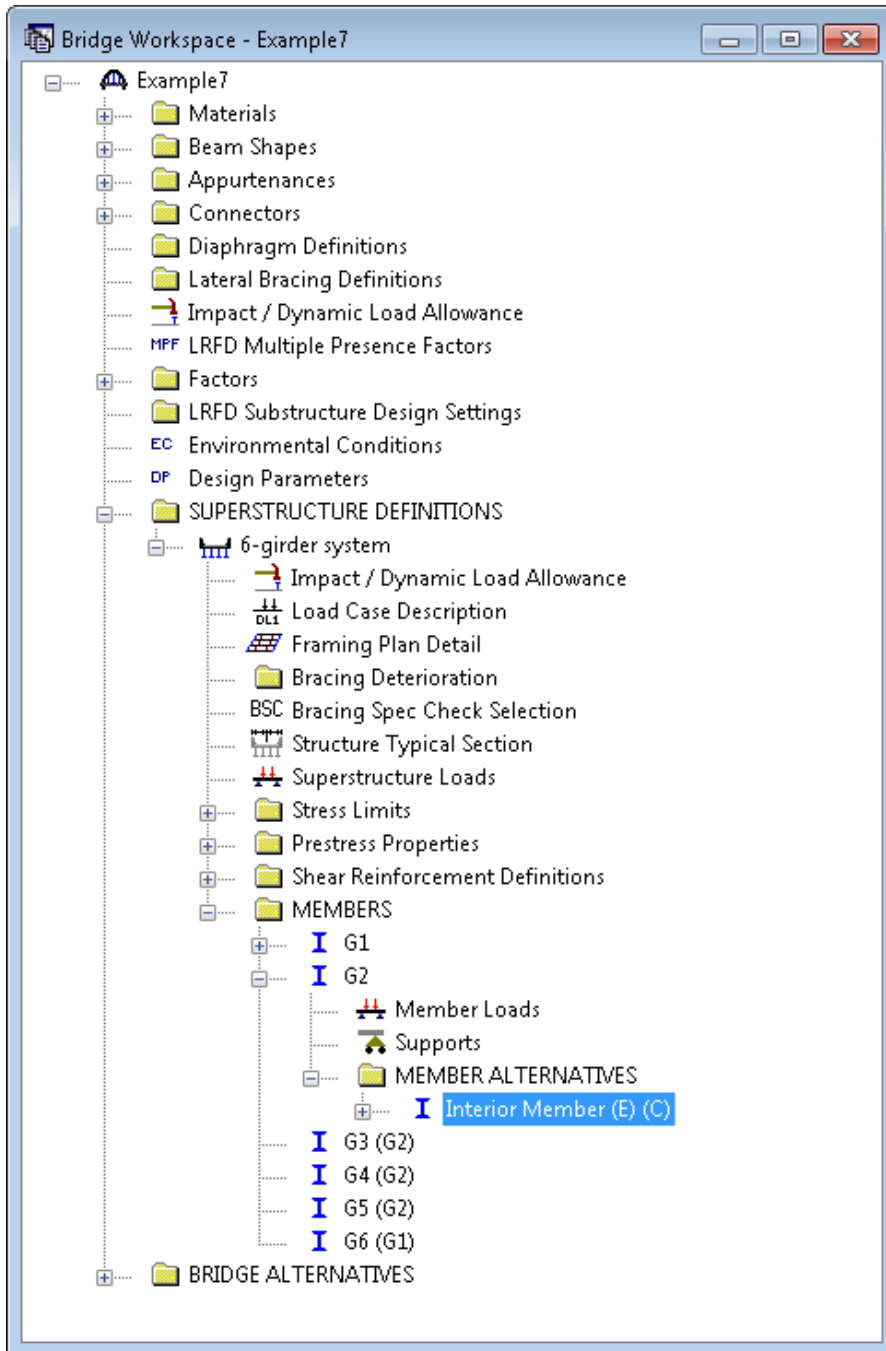 Bridge Workspace - Example7
Example7
Materials
Beam Shapes
Appurtenances
Connectors
Diaphragm Definitions
Lateral Bracing Definitions
Impact / Dynamic Load Allowance
MPF LRFD Multiple Presence Factors
Factors
LRFD Substructure Design Settings
EC Environmental Conditions
DP Design Parameters
SUPERSTRUCTURE DEFINITIONS
6-girder system
Impact / Dynamic Load Allowance
DL1 Load Case Description
Framing Plan Detail
Bracing Deterioration
BSC Bracing Spec Check Selection
Structure Typical Section
Superstructure Loads
Stress Limits
Prestress Properties
Shear Reinforcement Definitions
MEMBERS
G1
G2
Member Loads
Supports
MEMBER ALTERNATIVES
Interior Member (E) (C)
G3 (G2)
G4 (G2)
G5 (G2)
G6 (G1)
BRIDGE ALTERNATIVES